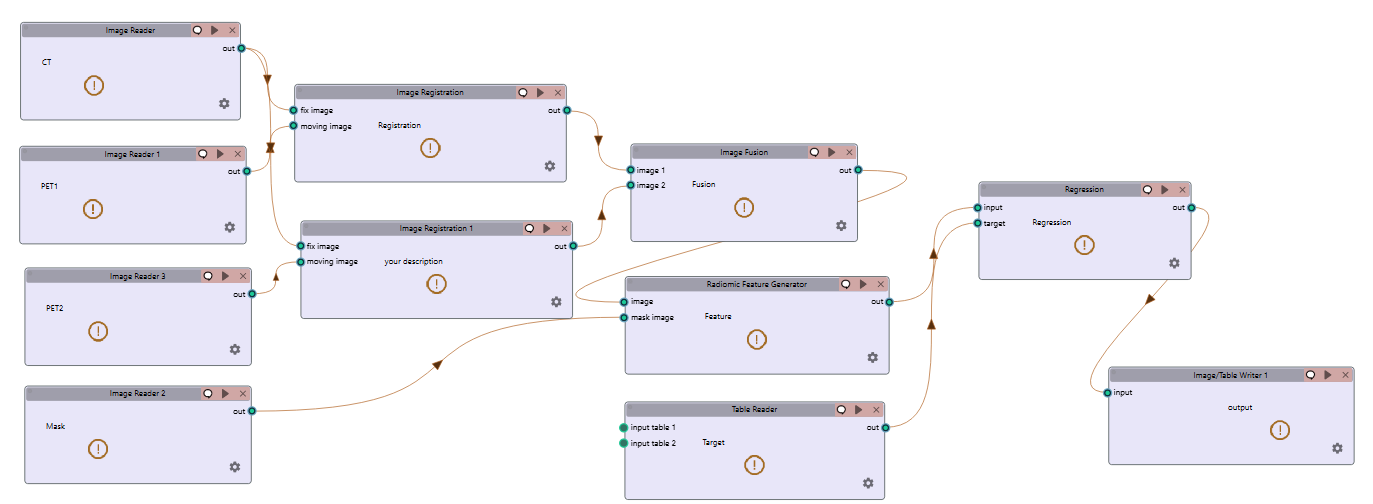 Image Reader
out
CT
Image Reader 1
out
PET1
Image Reader 3
out
PET2
Image Reader 2
out
Mask
Image Registration
fix image
out
moving image
Registration
Image Registration 1
fix image
out
moving image
your description
Image Fusion
image 1
out
image 2
Fusion
Radiomic Feature Generator
image
out
mask image
Feature
Table Reader
input table 1
out
input table 2
Target
Regression
input
out
target
Regression
Image/Table Writer 1
input
output